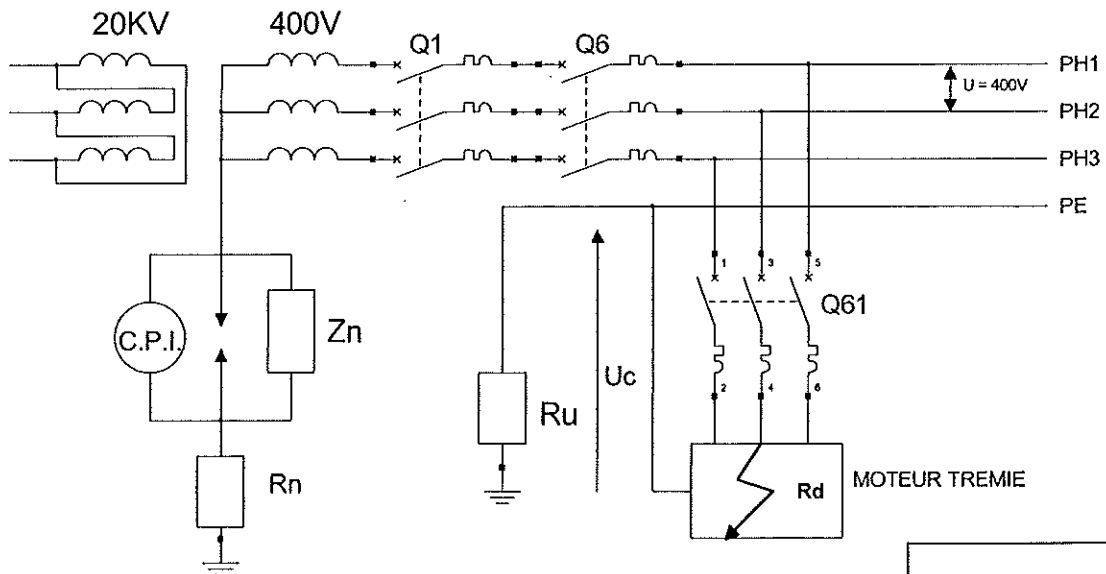 20KV
400V
Q1
Q6
PH1
U = 400V
PH2
PH3
PE
1
3
5
Q61
C.P.I.
Zn
Uc
2
4
6
Ru
Rn
Rd
MOTEUR TREMIE